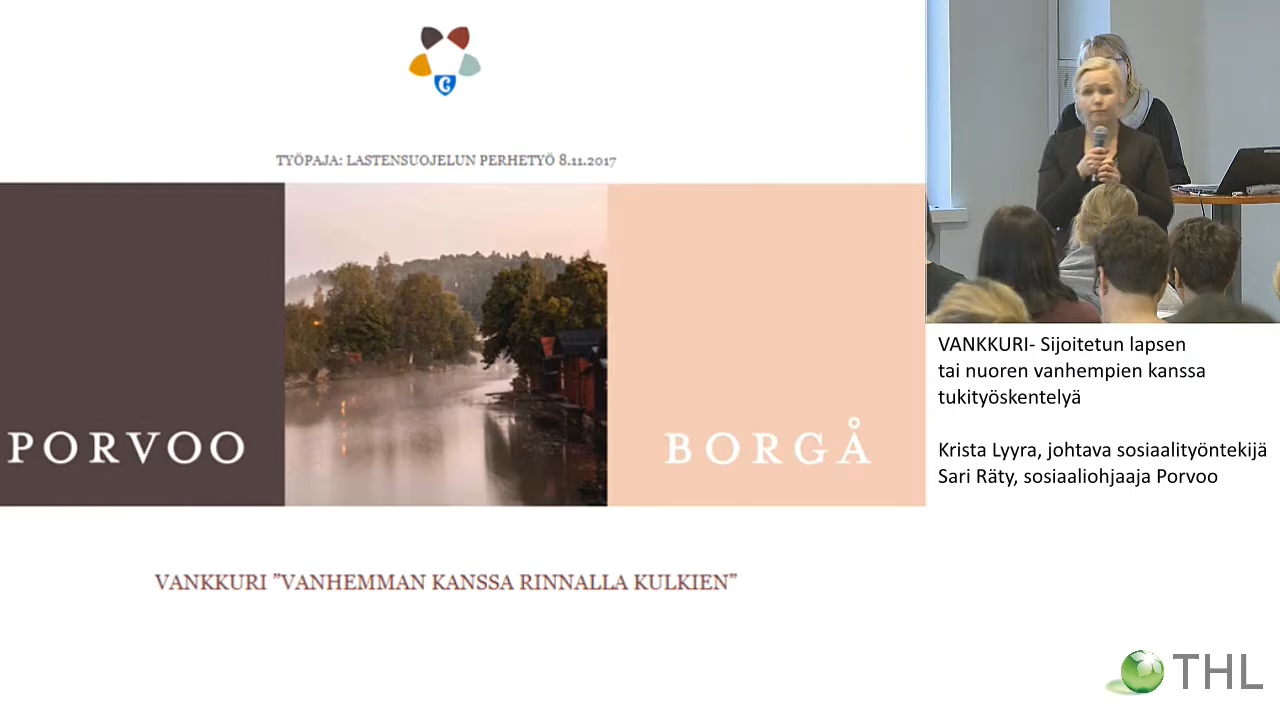 TYÖPAJA: LASTENSUOJELUN PERHETYÖ 8.11.2017
PORVOO
BORGÅ
VANKKURI ”VANHEMMAN KANSSA RINNALLA KULKIEN”
VANKKURI- Sijoitetun lapsen
tai nuoren vanhempien kanssa
tukityöskentelyä
Krista Lyyra, johtava sosiaalityöntekijä
Sari Räty, sosiaaliohjaaja Porvoo
THL